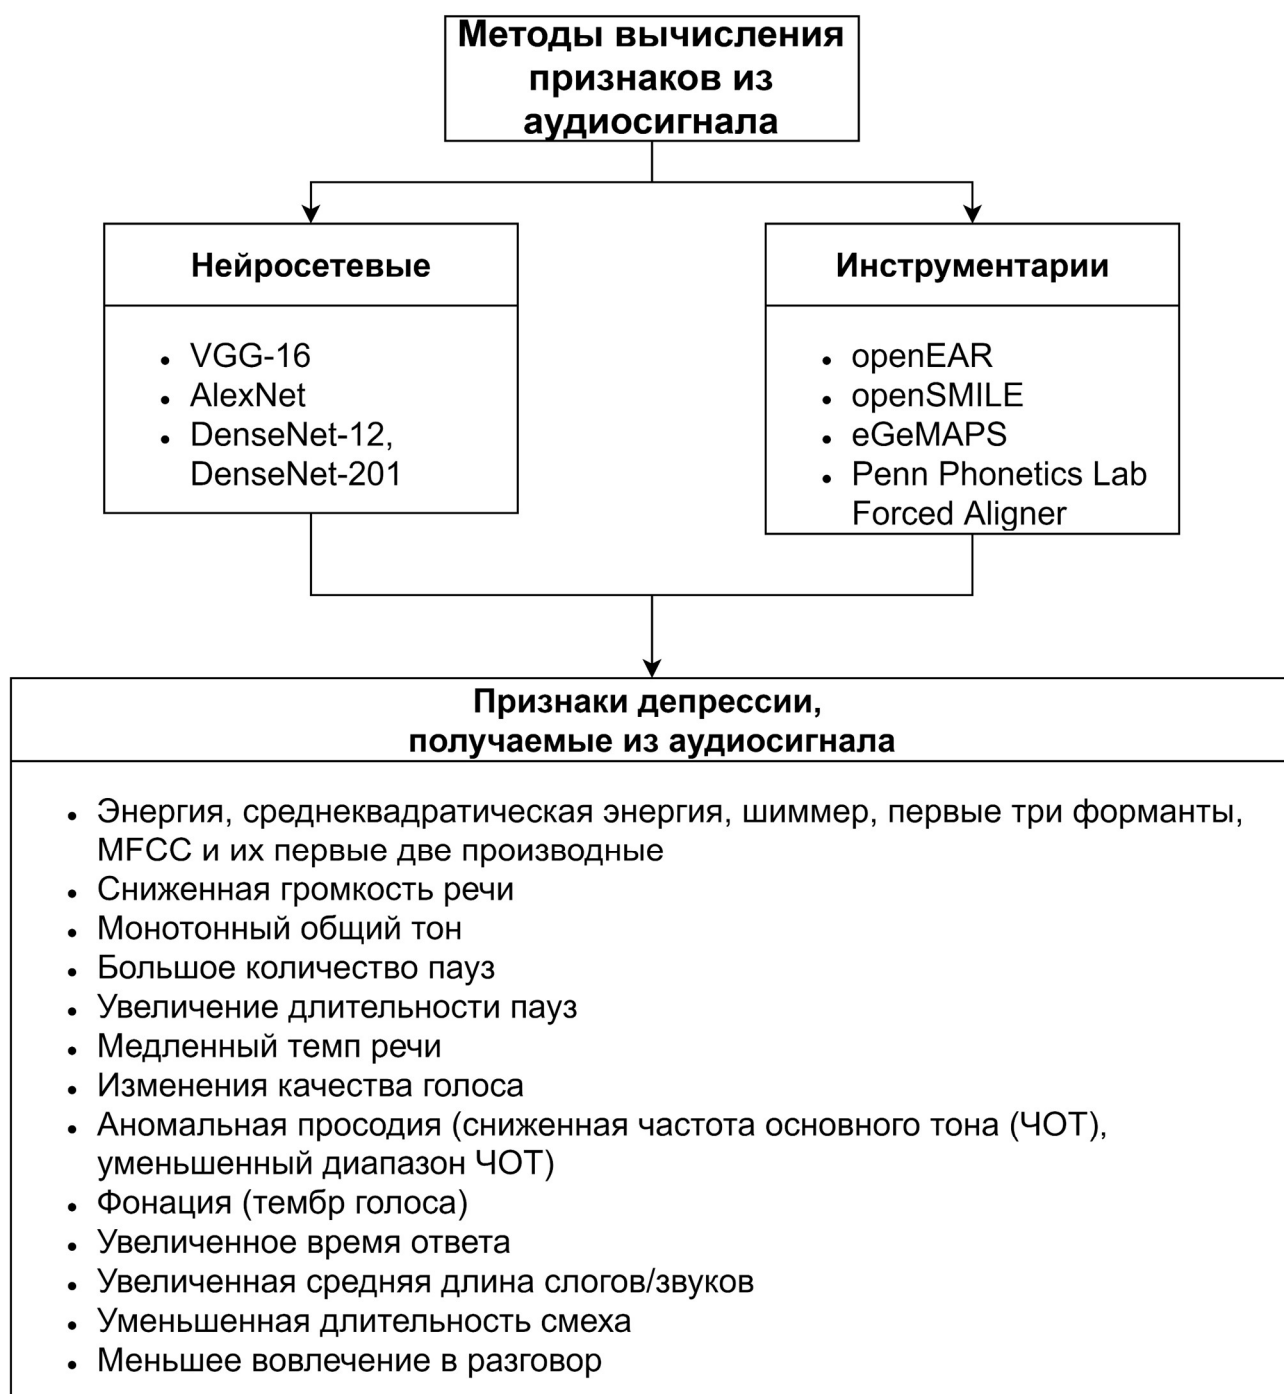 Методы вычисления
признаков из
аудиосигнала
Нейросетевые
• VGG-16
• AlexNet
• DenseNet-12,
DenseNet-201
Инструментарии
• openEAR
• openSMILE
• eGeMAPS
• Penn Phonetics Lab
Forced Aligner
Признаки депрессии,
получаемые из аудиосигнала
• Энергия, среднеквадратическая энергия, шиммер, первые три форманты,
MFCC и их первые две производные
• Сниженная громкость речи
• Монотонный общий тон
• Большое количество пауз
• Увеличение длительности пауз
• Медленный темп речи
• Изменения качества голоса
• Аномальная просодия (сниженная частота основного тона (ЧОТ),
уменьшенный диапазон ЧОТ)
• Фонация (тембр голоса)
• Увеличенное время ответа
• Увеличенная средняя длина слогов/звуков
• Уменьшенная длительность смеха
• Меньшее вовлечение в разговор